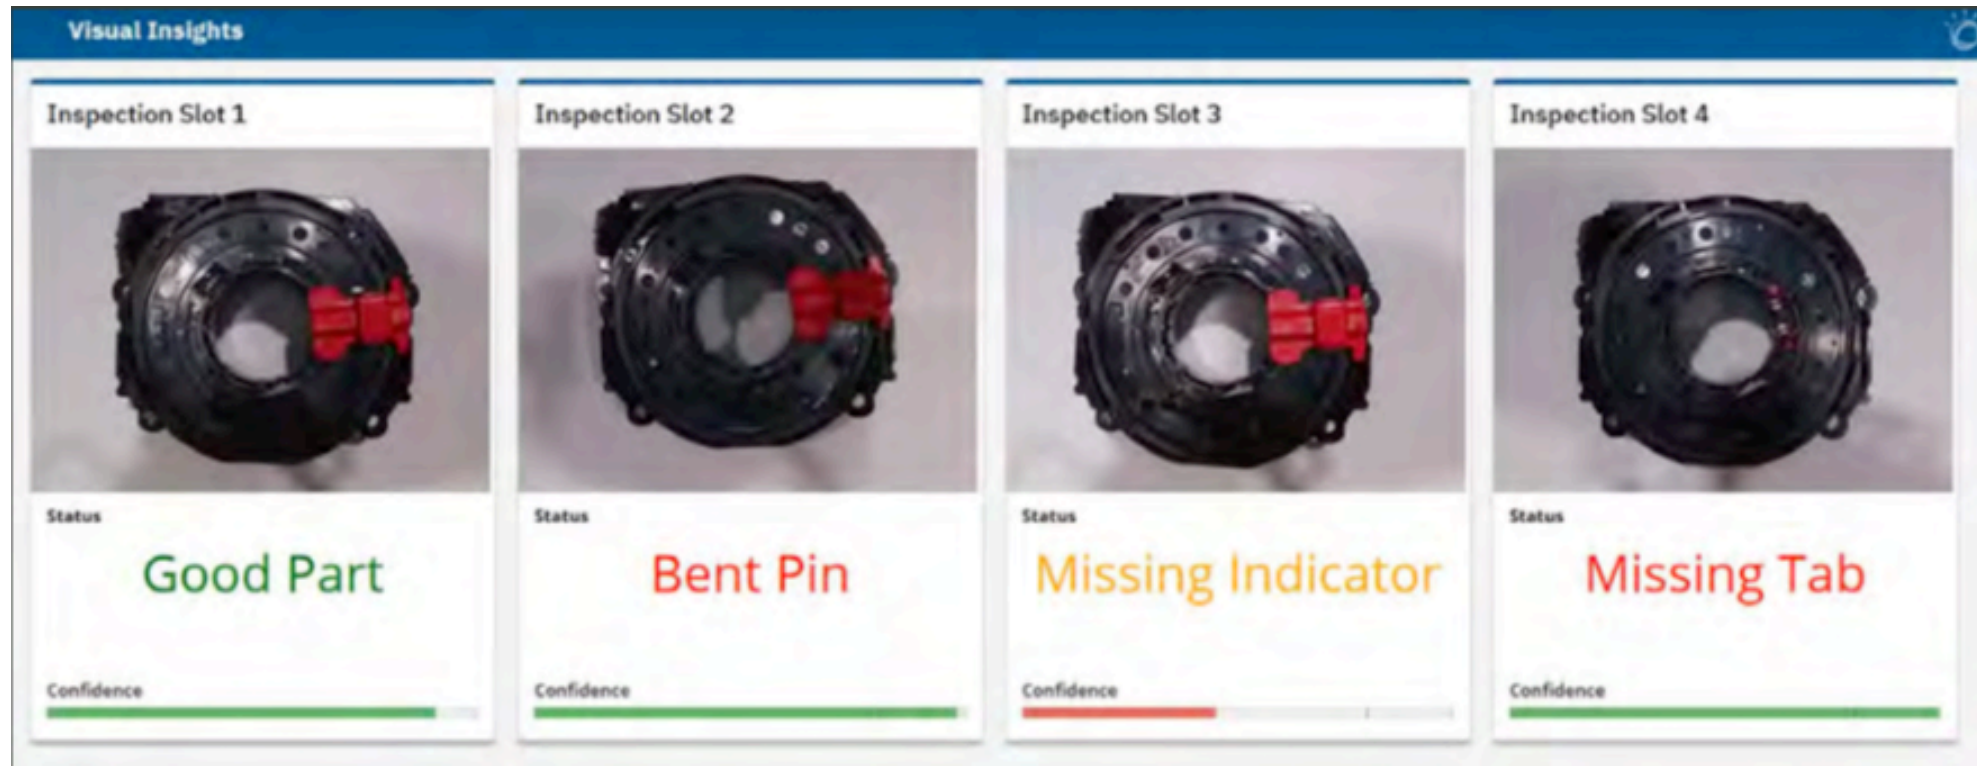 Visual Insights
Inspection Slot 1
Status
Good Part
Confidence
Inspection Slot 2
Status
Bent Pin
Confidence
Inspection Slot 3
Status
Missing Indicator
Confidence
Inspection Slot 4
Status
Missing Tab
Confidence